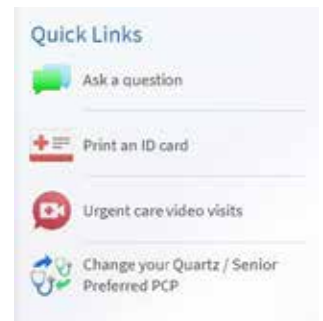 Quick Links
Ask a question
Print an ID card
Urgent care video visits
Change your Quartz / Senior
Preferred PCP